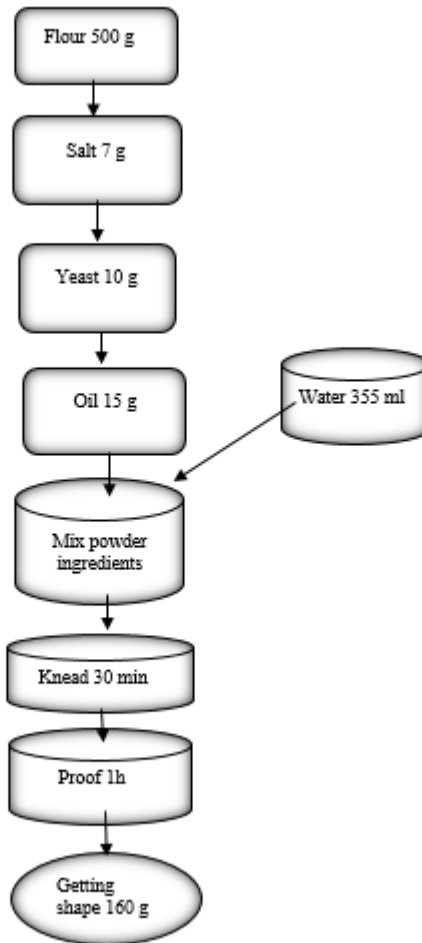 Flour 500 g
Salt 7 g
Yeast 10 g
Oil 15 g
Water 355 ml
Mix powder
ingredients
Knead 30 min
Proof 1h
Getting
shape 160 g